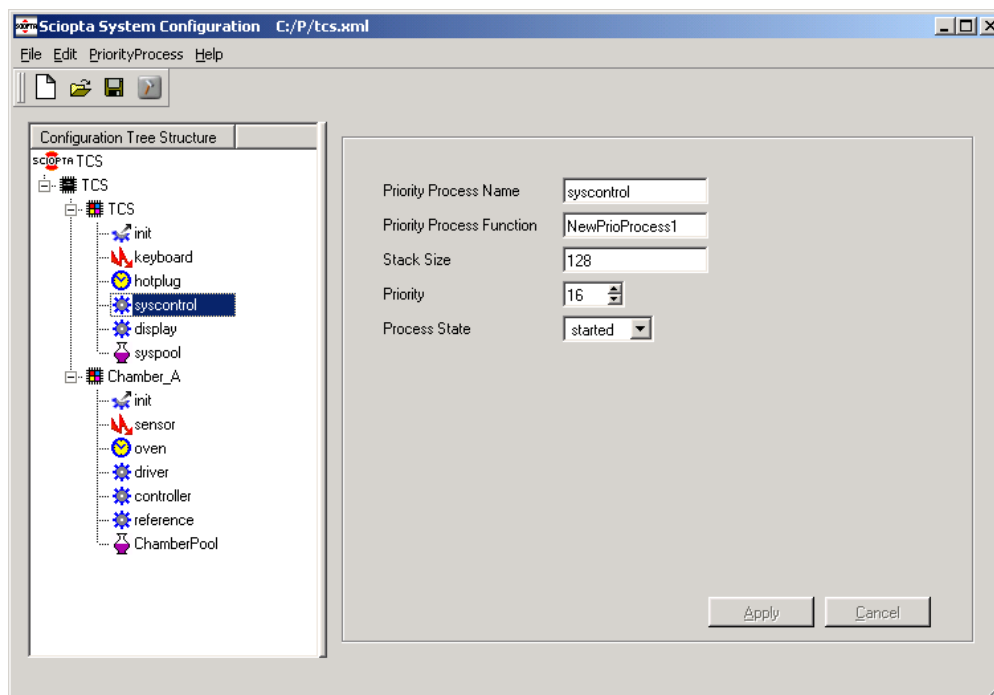 Sciopta System Configuration C:/P/tcs.xml
File Edit PriorityProcess Help
Configuration Tree Structure
SCIOPTA TCS
TCS
TCS
init
keyboard
hotplug
syscontrol
display
syspool
Chamber_A
init
sensor
oven
driver
controller
reference
ChamberPool
Priority Process Name syscontrol
Priority Process Function NewPrioProcess1
Stack Size 128
Priority 16
Process State started
Apply Cancel